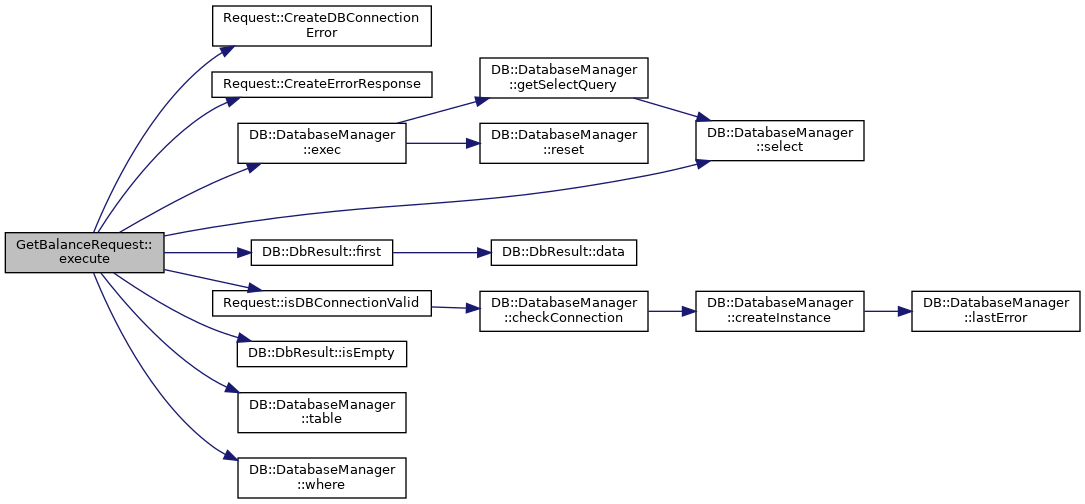 Request::CreateDBConnection
Error
Request::CreateErrorResponse
DB::DatabaseManager
::getSelectQuery
DB::DatabaseManager
::exec
DB::DatabaseManager
::reset
DB::DatabaseManager
::select
GetBalanceRequest::
execute
DB::DbResult::first
DB::DbResult::data
Request::isDBConnectionValid
DB::DatabaseManager
::checkConnection
DB::DatabaseManager
::createInstance
DB::DatabaseManager
::lastError
DB::DbResult::isEmpty
DB::DatabaseManager
::table
DB::DatabaseManager
::where